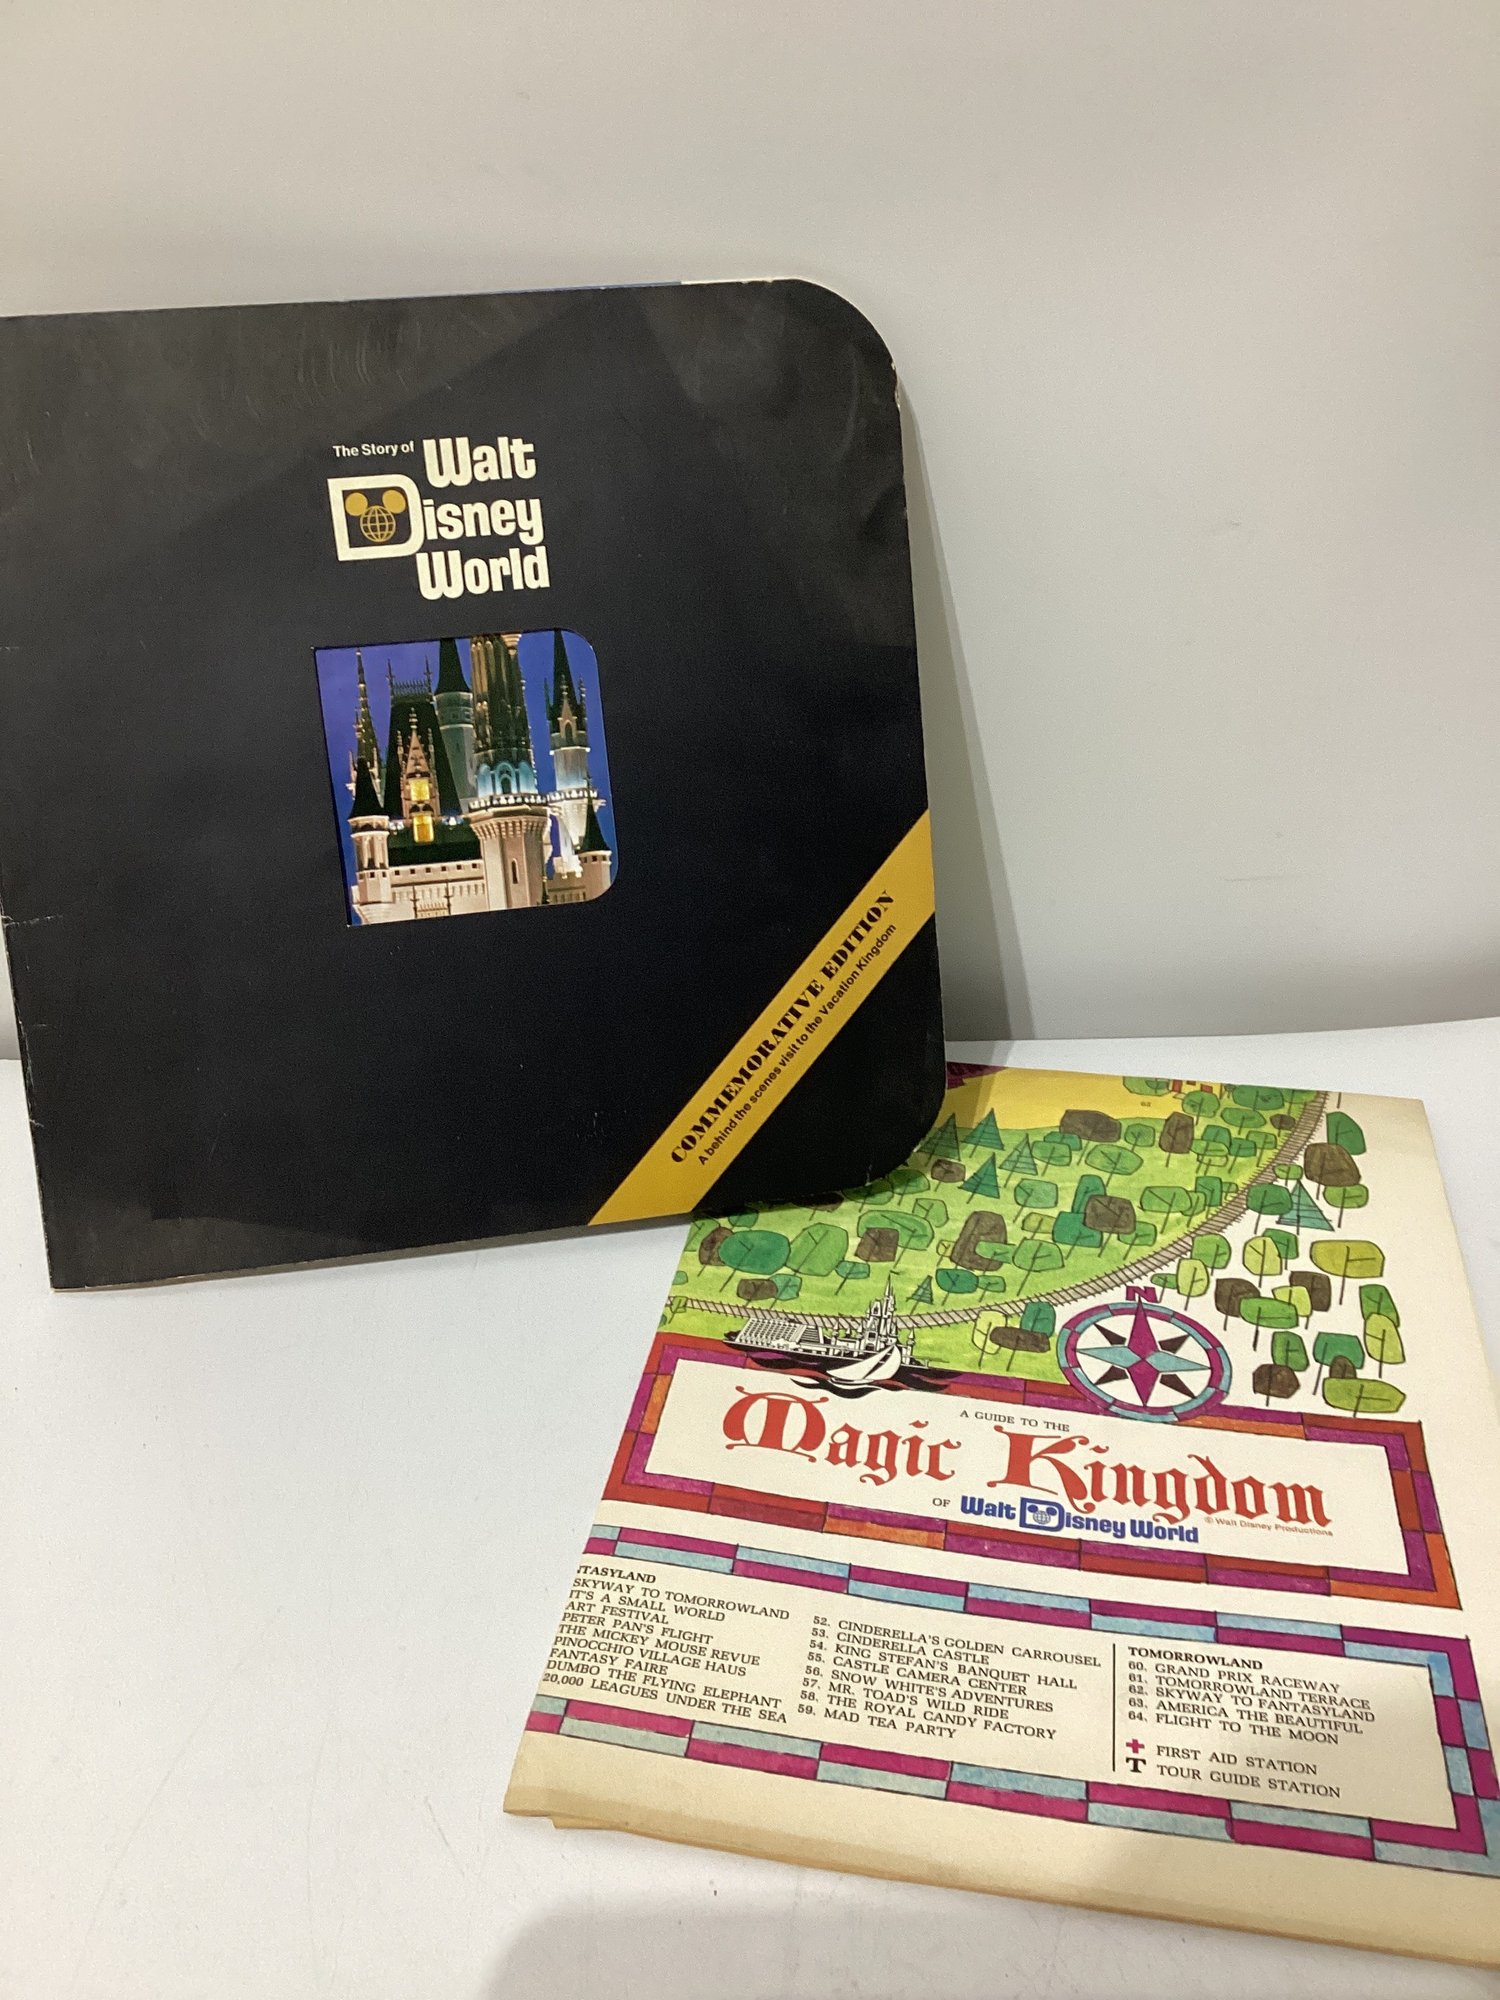 The Story of Walt
Disney
World
COMMEMORATIVE EDITION
A behind the scenes visit to the Vacation Kingdom
N
A GUIDE TO THE
Magic Kingdom
OF Walt Disney World
© Walt Disney Productions
SKYWAY TO TOMORROWLAND
IT'S A SMALL WORLD
ART FESTIVAL
PETER PAN'S FLIGHT
THE MICKEY MOUSE REVUE
PINOCCHIO VILLAGE HAUS
FANTASY FAIRE
DUMBO THE FLYING ELEPHANT
20,000 LEAGUES UNDER THE SEA
52. CINDERELLA'S GOLDEN CARROUSEL
53. CINDERELLA CASTLE
54. KING STEFAN'S BANQUET HALL
55. CASTLE CAMERA CENTER
56. SNOW WHITE'S ADVENTURES
57. MR. TOAD'S WILD RIDE
58. THE ROYAL CANDY FACTORY
59. MAD TEA PARTY
TOMORROWLAND
60. GRAND PRIX RACEWAY
61. TOMORROWLAND TERRACE
62. SKYWAY TO FANTASYLAND
63. AMERICA THE BEAUTIFUL
64. FLIGHT TO THE MOON
FIRST AID STATION
T TOUR GUIDE STATION